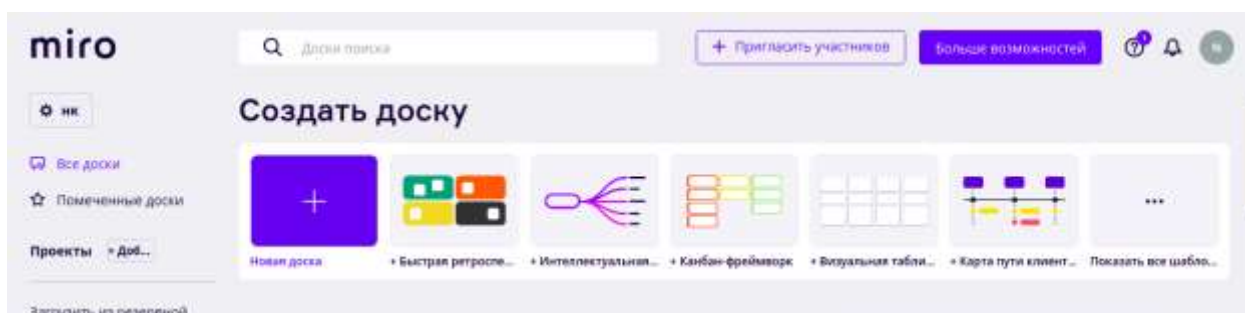 miro
Доски поиска
+ Пригласить участников
Больше возможностей
нк
Создать доску
Все доски
Помеченные доски
Проекты + Доб...
Новая доска
+ Быстрая ретроспе...
+ Интеллектуальная...
+ Канбан-фреймворк
+ Визуальная табли...
+ Карта пути клиент...
Показать все шабло...
Загрузить из резервной